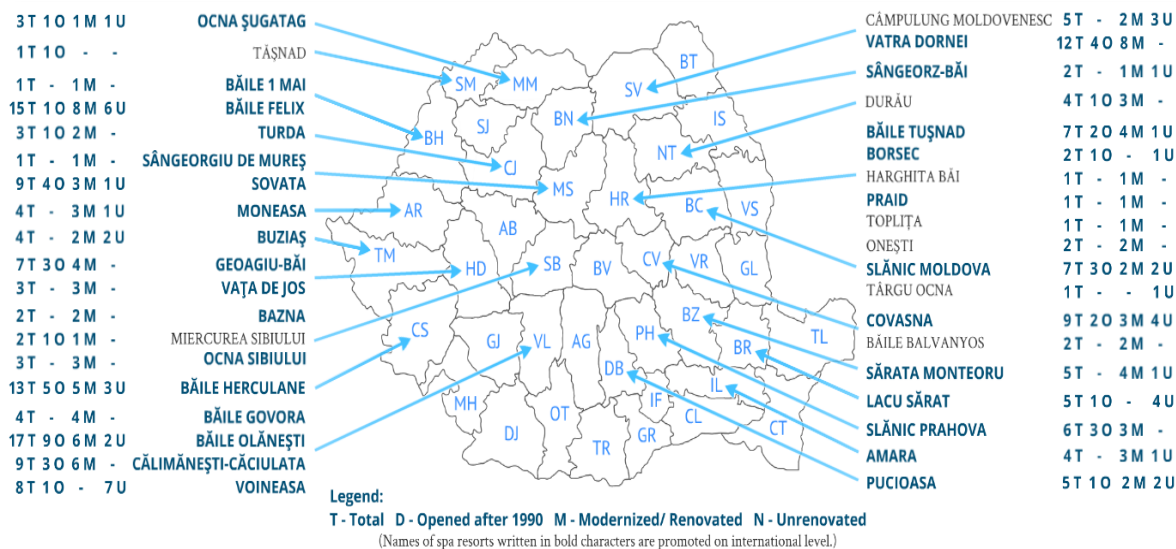 3 T 1 O 1 M 1 U OCNA ŞUGATAG
1 T 1 O - - TĂŞNAD
1 T - 1 M - BĂILE 1 MAI
15 T 1 O 8 M 6 U BĂILE FELIX
3 T 1 O 2 M - TURDA
1 T - 1 M - SÂNGEORGIU DE MUREŞ
9 T 4 O 3 M 1 U SOVATA
4 T - 3 M 1 U MONEASA
4 T - 2 M 2 U BUZIAŞ
7 T 3 O 4 M - GEOAGIU-BĂI
3 T - 3 M - VAŢA DE JOS
2 T - 2 M - BAZNA
2 T 1 O 1 M - MIERCUREA SIBIULUI
3 T - 3 M - OCNA SIBIULUI
13 T 5 O 5 M 3 U BĂILE HERCULANE
4 T - 4 M - BĂILE GOVORA
17 T 9 O 6 M 2 U BĂILE OLĂNEŞTI
9 T 3 O 6 M - CĂLIMĂNEŞTI-CĂCIULATA
8 T 1 O - 7 U VOINEASA
SM MM SV BT
BH SJ BN NT IS
CJ MS HR BC VS
AR AB
TM HD SB BV CV VR GL
CS GJ VL AG PH BZ BR TL
MH DJ OT DB TR IF GR IL CL CT
CÂMPULUNG MOLDOVENESC 5 T - 2 M 3 U
VATRA DORNEI 12 T 4 O 8 M -
SÂNGEORZ-BĂI 2 T - 1 M 1 U
DURĂU 4 T 1 O 3 M -
BĂILE TUŞNAD 7 T 2 O 4 M 1 U
BORSEC 2 T 1 O - 1 U
HARGHITA BĂI 1 T - 1 M -
PRAID 1 T - 1 M -
TOPLIŢA 1 T - 1 M -
ONEŞTI 2 T - 2 M -
SLĂNIC MOLDOVA 7 T 3 O 2 M 2 U
TÂRGU OCNA 1 T - - 1 U
COVASNA 9 T 2 O 3 M 4 U
BĂILE BALVANYOS 2 T - 2 M -
SĂRATA MONTEORU 5 T - 4 M 1 U
LACU SĂRAT 5 T 1 O - 4 U
SLĂNIC PRAHOVA 6 T 3 O 3 M -
AMARA 4 T - 3 M 1 U
PUCIOASA 5 T 1 O 2 M 2 U
Legend:
T - Total D - Opened after 1990 M - Modernized/ Renovated N - Unrenovated
(Names of spa resorts written in bold characters are promoted on international level.)